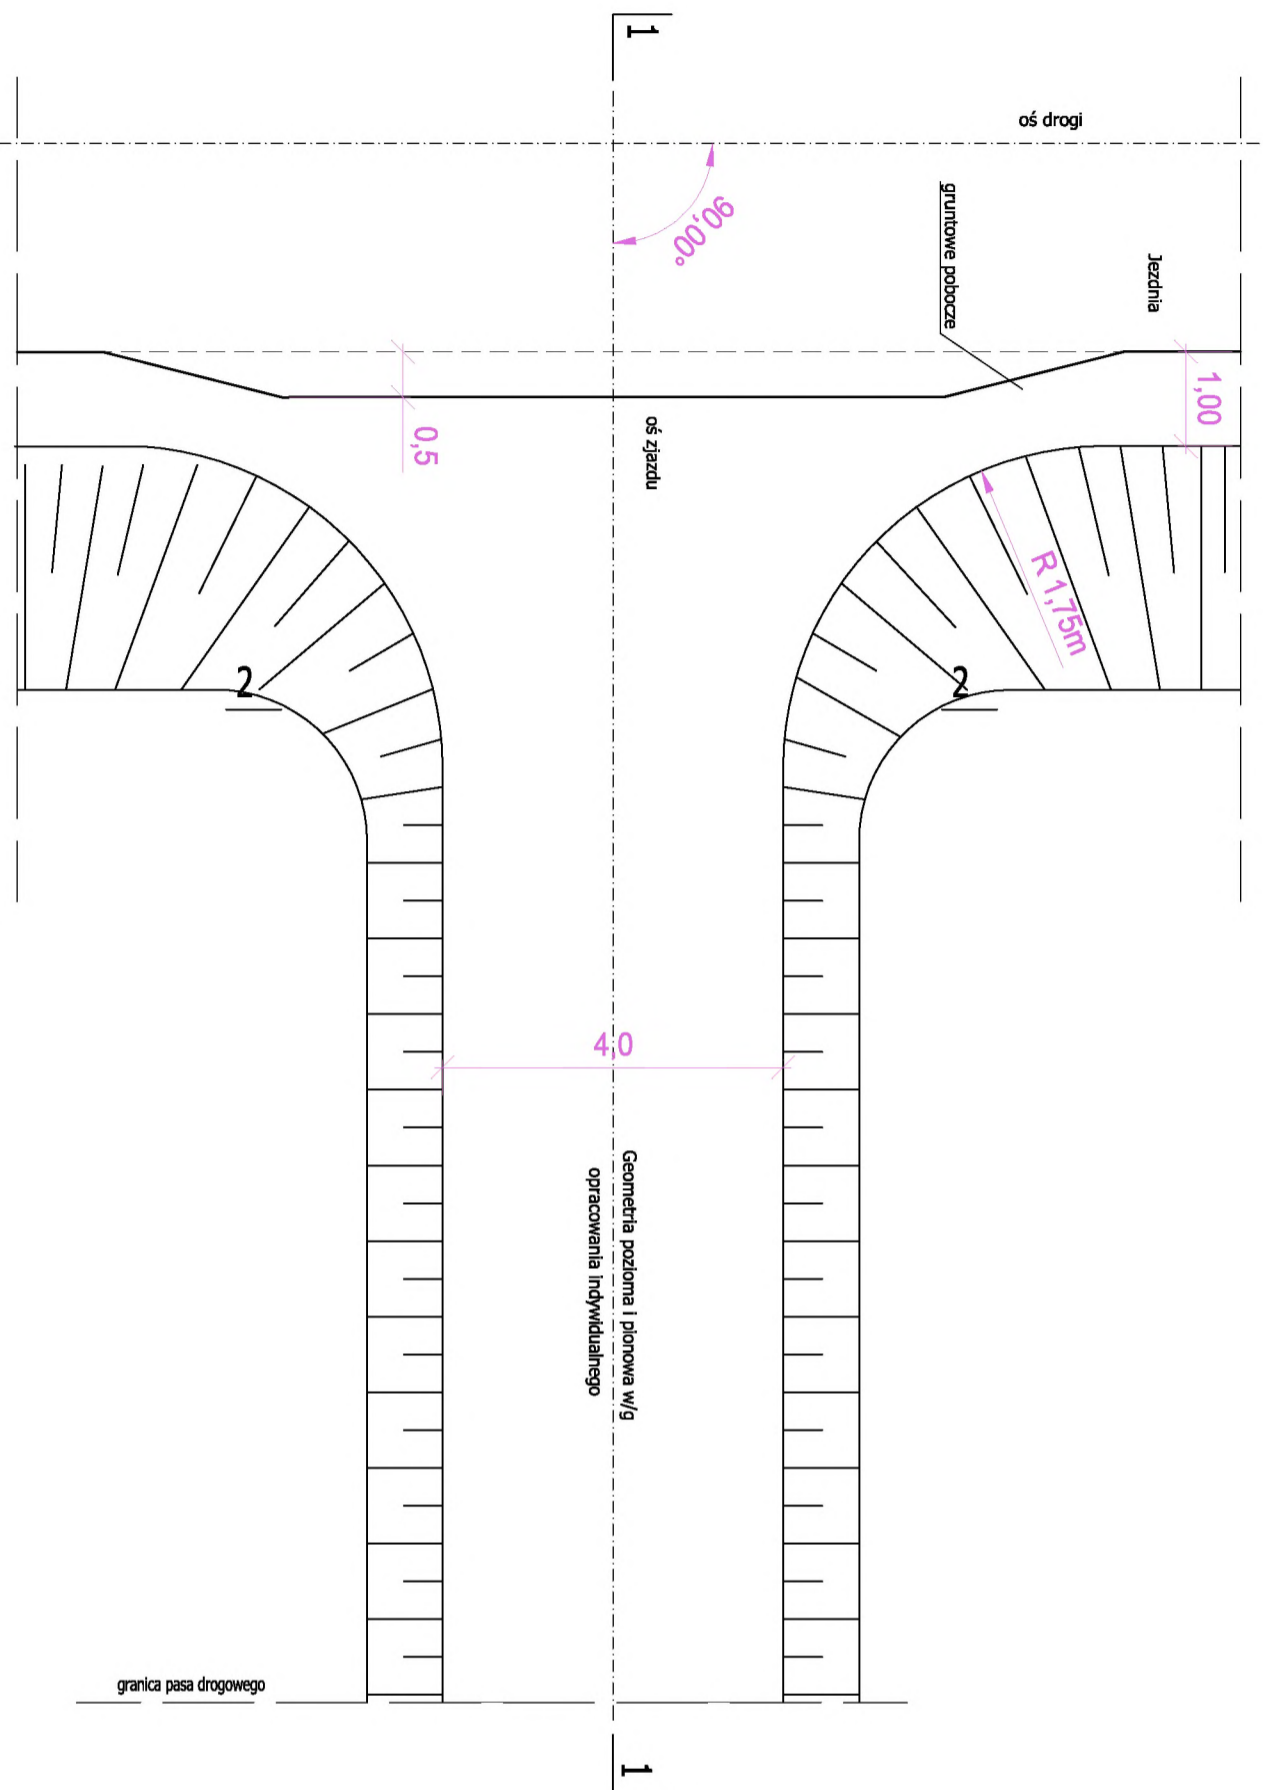 1
oś drogi
90,00°
gruntowe pobocze
Jezdnia
1,00
0,5
oś zjazdu
R 1,75m
2
2
4,0
Geometria pozioma i pionowa w/g
opracowania indywidualnego
granica pasa drogowego
1